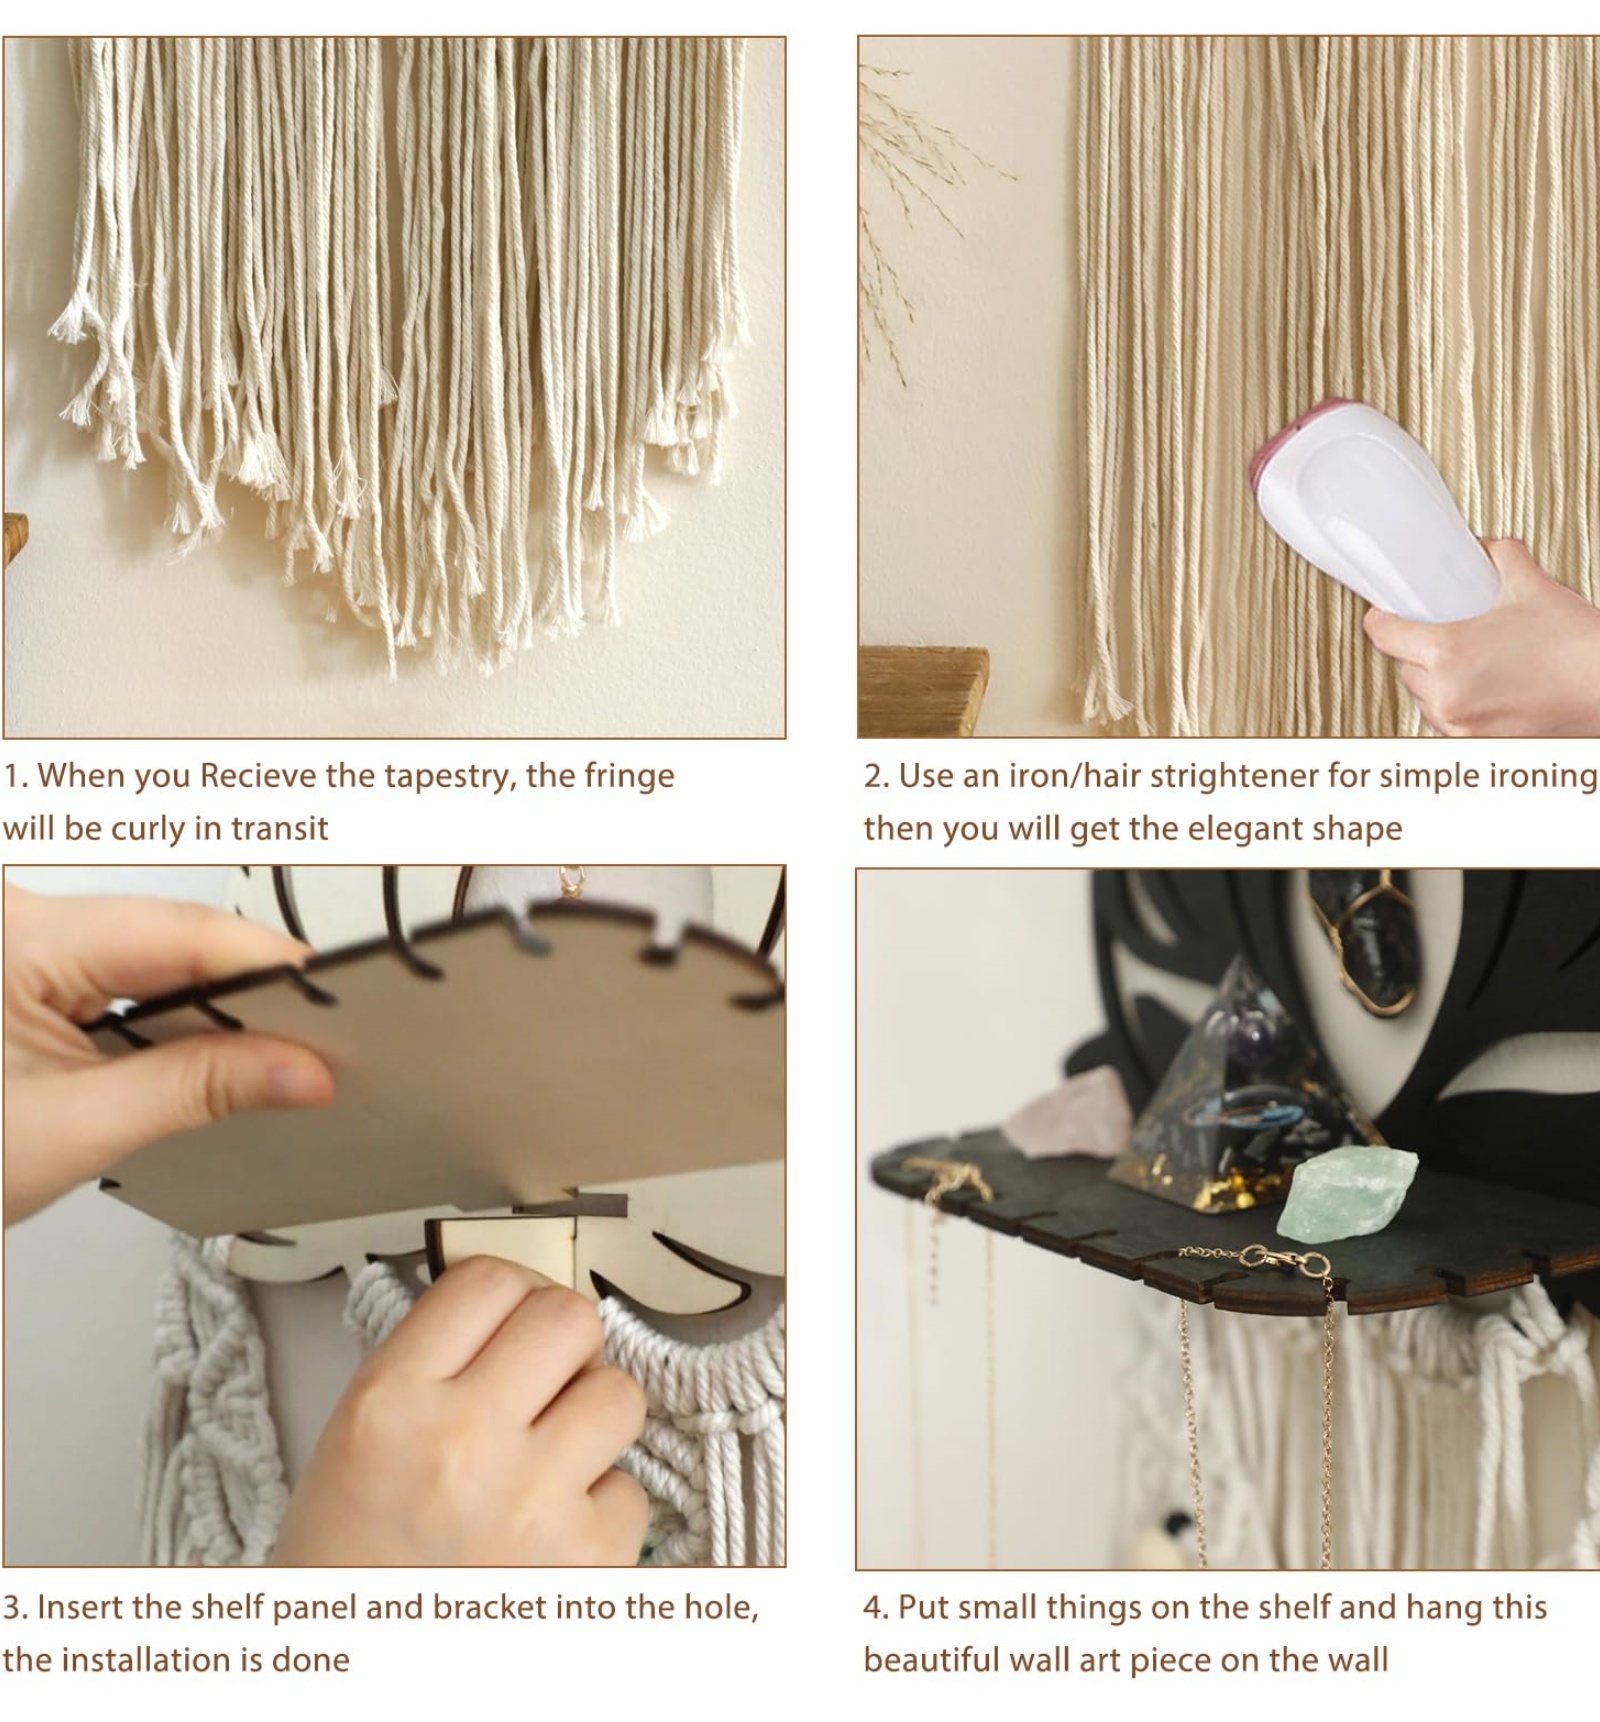 1. When you Recieve the tapestry, the fringe
will be curly in transit
2. Use an iron/hair strightener for simple ironing
then you will get the elegant shape
3. Insert the shelf panel and bracket into the hole,
the installation is done
4. Put small things on the shelf and hang this
beautiful wall art piece on the wall